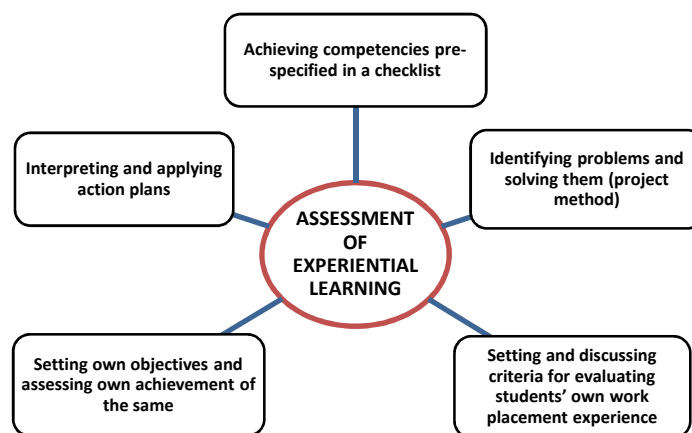 Achieving competencies pre-
specified in a checklist
Interpreting and applying
action plans
Identifying problems and
solving them (project
method)
ASSESSMENT
OF
EXPERIENTIAL
LEARNING
Setting own objectives and
assessing own achievement of
the same
Setting and discussing
criteria for evaluating
students’ own work
placement experience